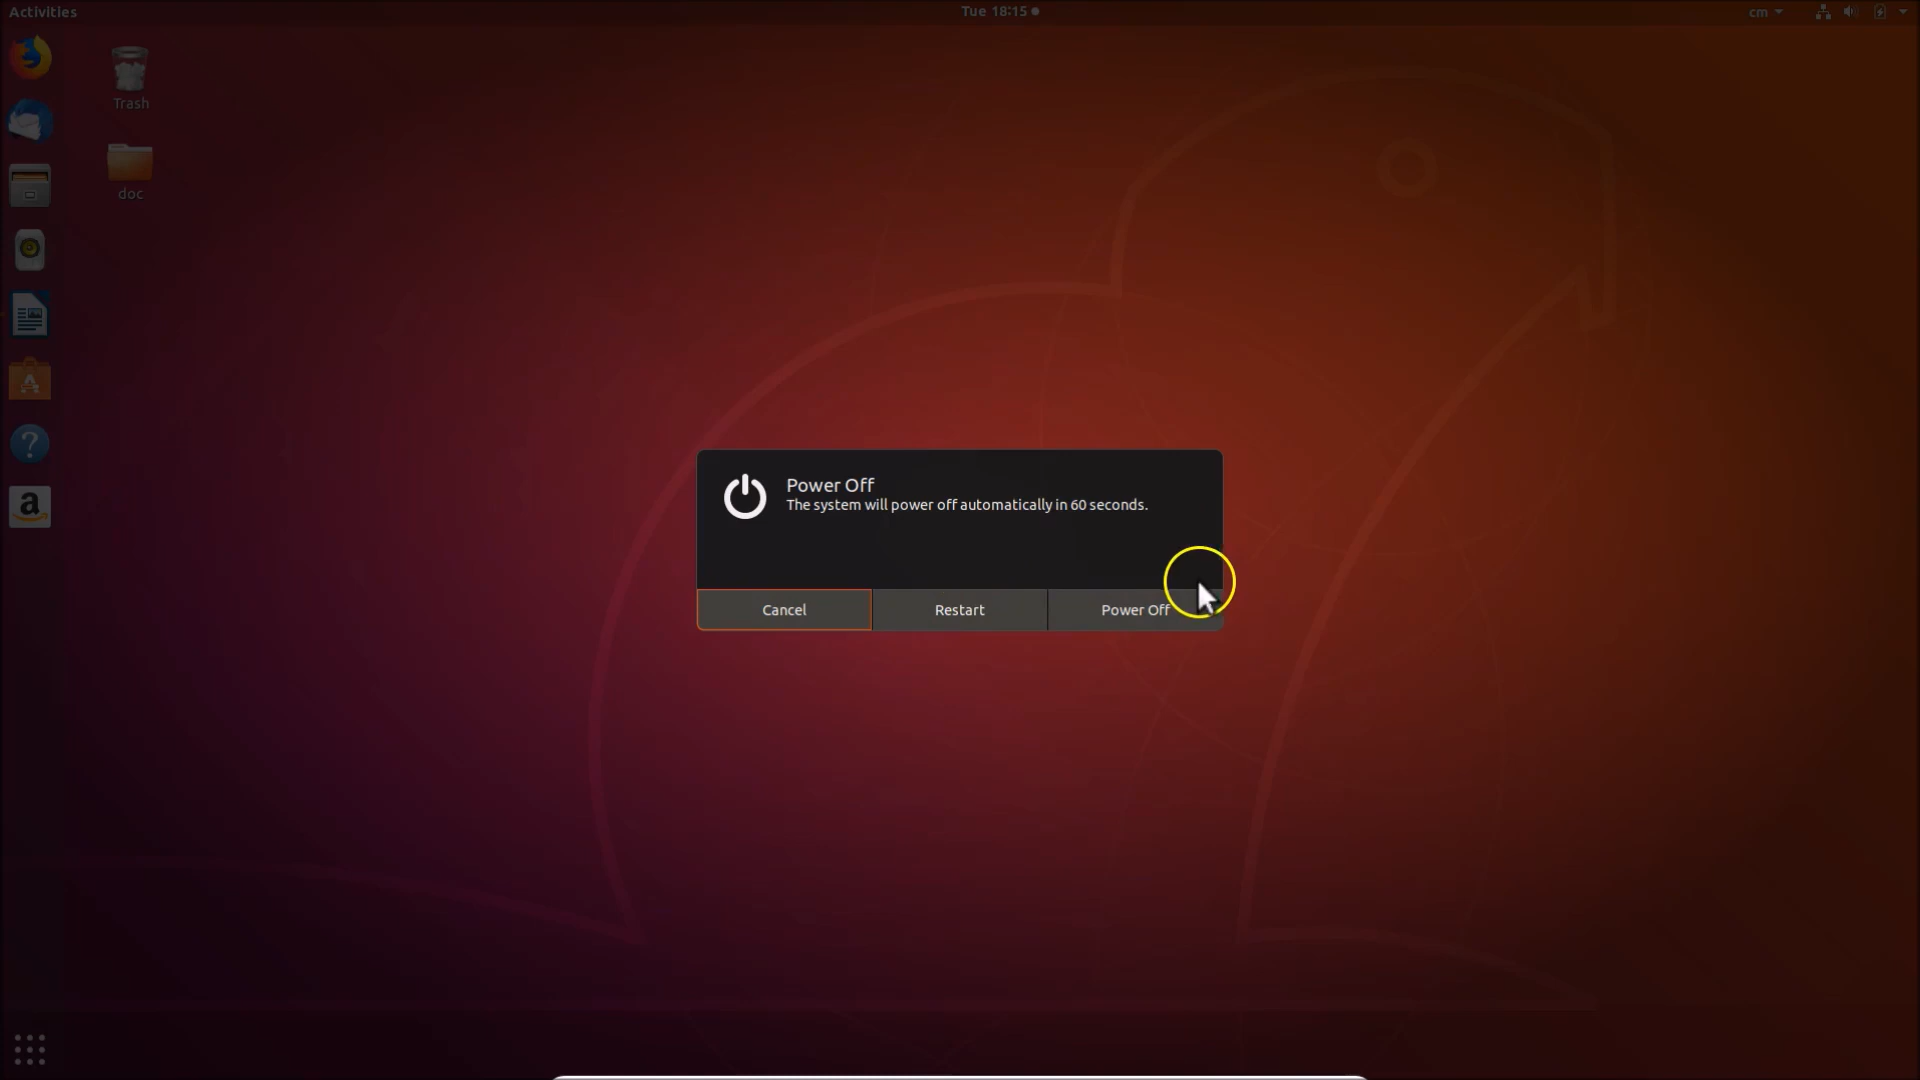 Activities
Tue 18:15
cm
Trash
doc
Power Off
The system will power off automatically in 60 seconds.
Cancel
Restart
Power Off